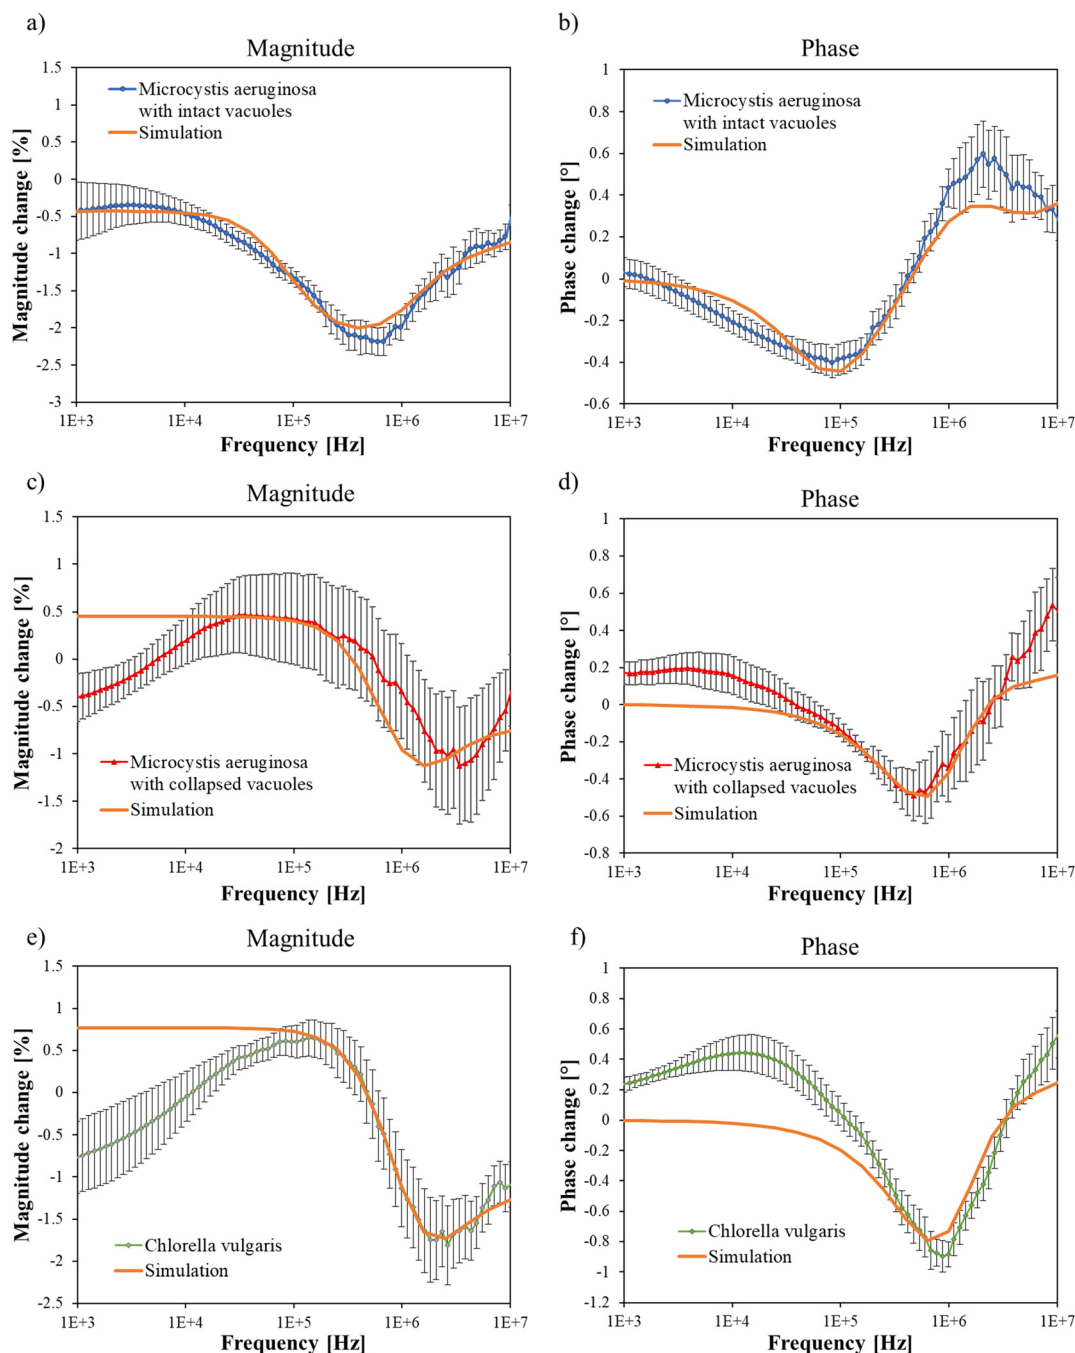 a)
Magnitude
Magnitude change [%]
1.5
1
0.5
0
-0.5
-1
-1.5
-2
-2.5
-3
Microcystis aeruginosa
with intact vacuoles
Simulation
1E+3 1E+4 1E+5 1E+6 1E+7
Frequency [Hz]
b)
Phase
Phase change [°]
1
0.8
0.6
0.4
0.2
0
-0.2
-0.4
-0.6
Microcystis aeruginosa
with intact vacuoles
Simulation
1E+3 1E+4 1E+5 1E+6 1E+7
Frequency [Hz]
c)
Magnitude
Magnitude change [%]
1.5
1
0.5
0
-0.5
-1
-1.5
-2
Microcystis aeruginosa
with collapsed vacuoles
Simulation
1E+3 1E+4 1E+5 1E+6 1E+7
Frequency [Hz]
d)
Phase
Phase change [°]
1
0.8
0.6
0.4
0.2
0
-0.2
-0.4
-0.6
-0.8
Microcystis aeruginosa
with collapsed vacuoles
Simulation
1E+3 1E+4 1E+5 1E+6 1E+7
Frequency [Hz]
e)
Magnitude
Magnitude change [%]
1.5
1
0.5
0
-0.5
-1
-1.5
-2
-2.5
Chlorella vulgaris
Simulation
1E+3 1E+4 1E+5 1E+6 1E+7
Frequency [Hz]
f)
Phase
Phase change [°]
1
0.8
0.6
0.4
0.2
0
-0.2
-0.4
-0.6
-0.8
-1
-1.2
Chlorella vulgaris
Simulation
1E+3 1E+4 1E+5 1E+6 1E+7
Frequency [Hz]